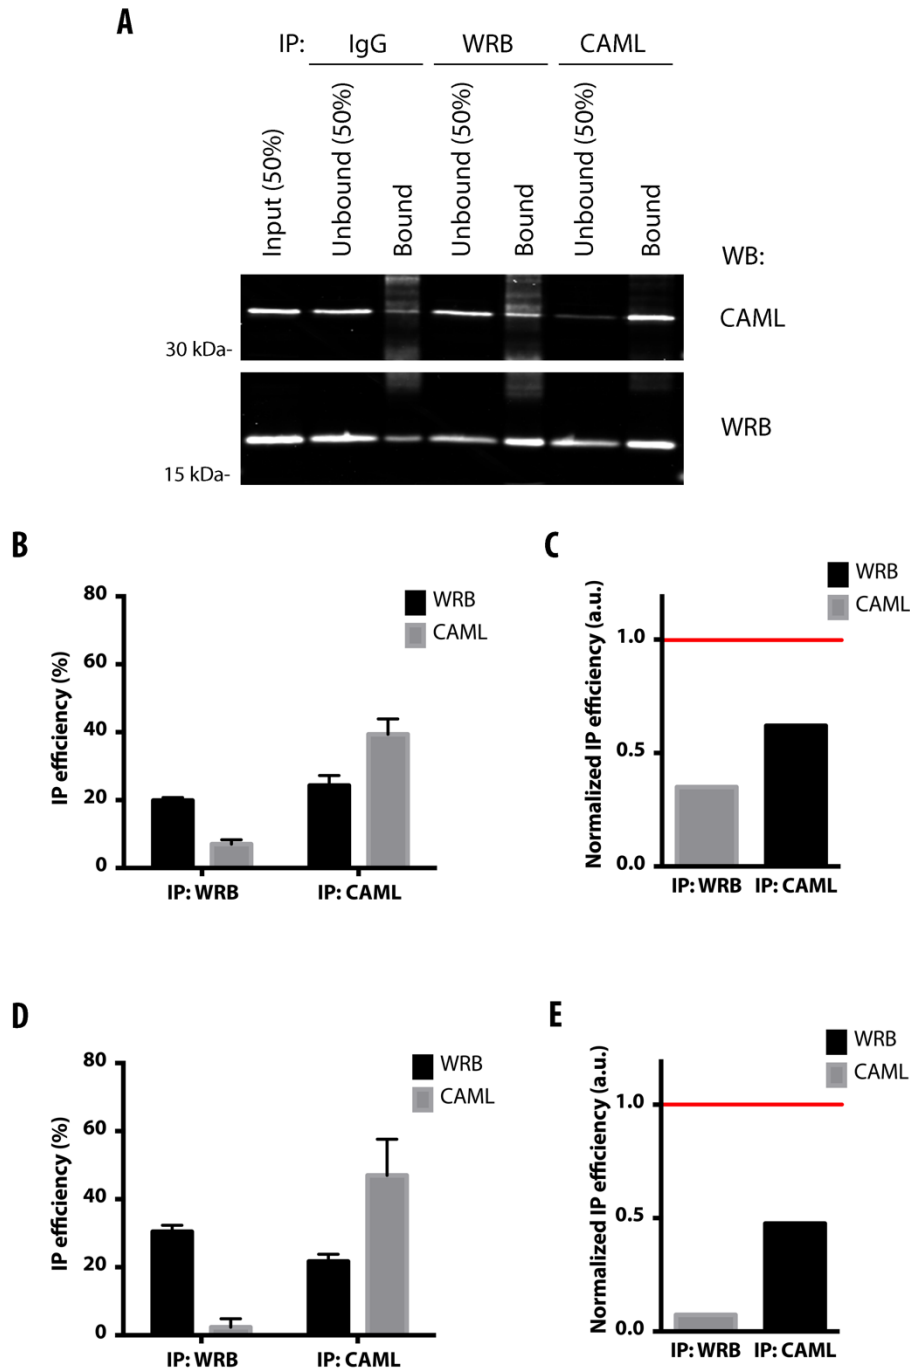 A
IP: IgG WRB CAML
Input (50%)
Unbound (50%)
Bound
Unbound (50%)
Bound
Unbound (50%)
Bound
WB:
CAML
30 kDa-
WRB
15 kDa-
B
IP efficiency (%)
80
60
40
20
0
WRB
CAML
IP: WRB IP: CAML
C
Normalized IP efficiency (a.u.)
1.0
0.5
0.0
WRB
CAML
IP: WRB IP: CAML
D
IP efficiency (%)
80
60
40
20
0
WRB
CAML
IP: WRB IP: CAML
E
Normalized IP efficiency (a.u.)
1.0
0.5
0.0
WRB
CAML
IP: WRB IP: CAML